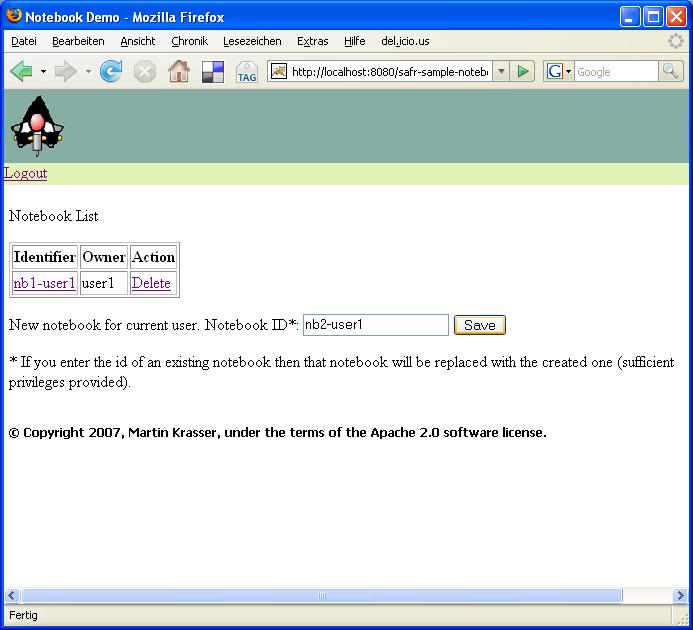 Notebook Demo - Mozilla Firefox
Datei Bearbeiten Ansicht Chronik Lesezeichen Extras Hilfe del.icio.us
TAG http://localhost:8080/safr-sample-notebo G Google
Logout
Notebook List
Identifier Owner Action
nb1-user1 user1 Delete
New notebook for current user. Notebook ID*: nb2-user1 Save
* If you enter the id of an existing notebook then that notebook will be replaced with the created one (sufficient
privileges provided).
© Copyright 2007, Martin Krasser, under the terms of the Apache 2.0 software license.
Fertig